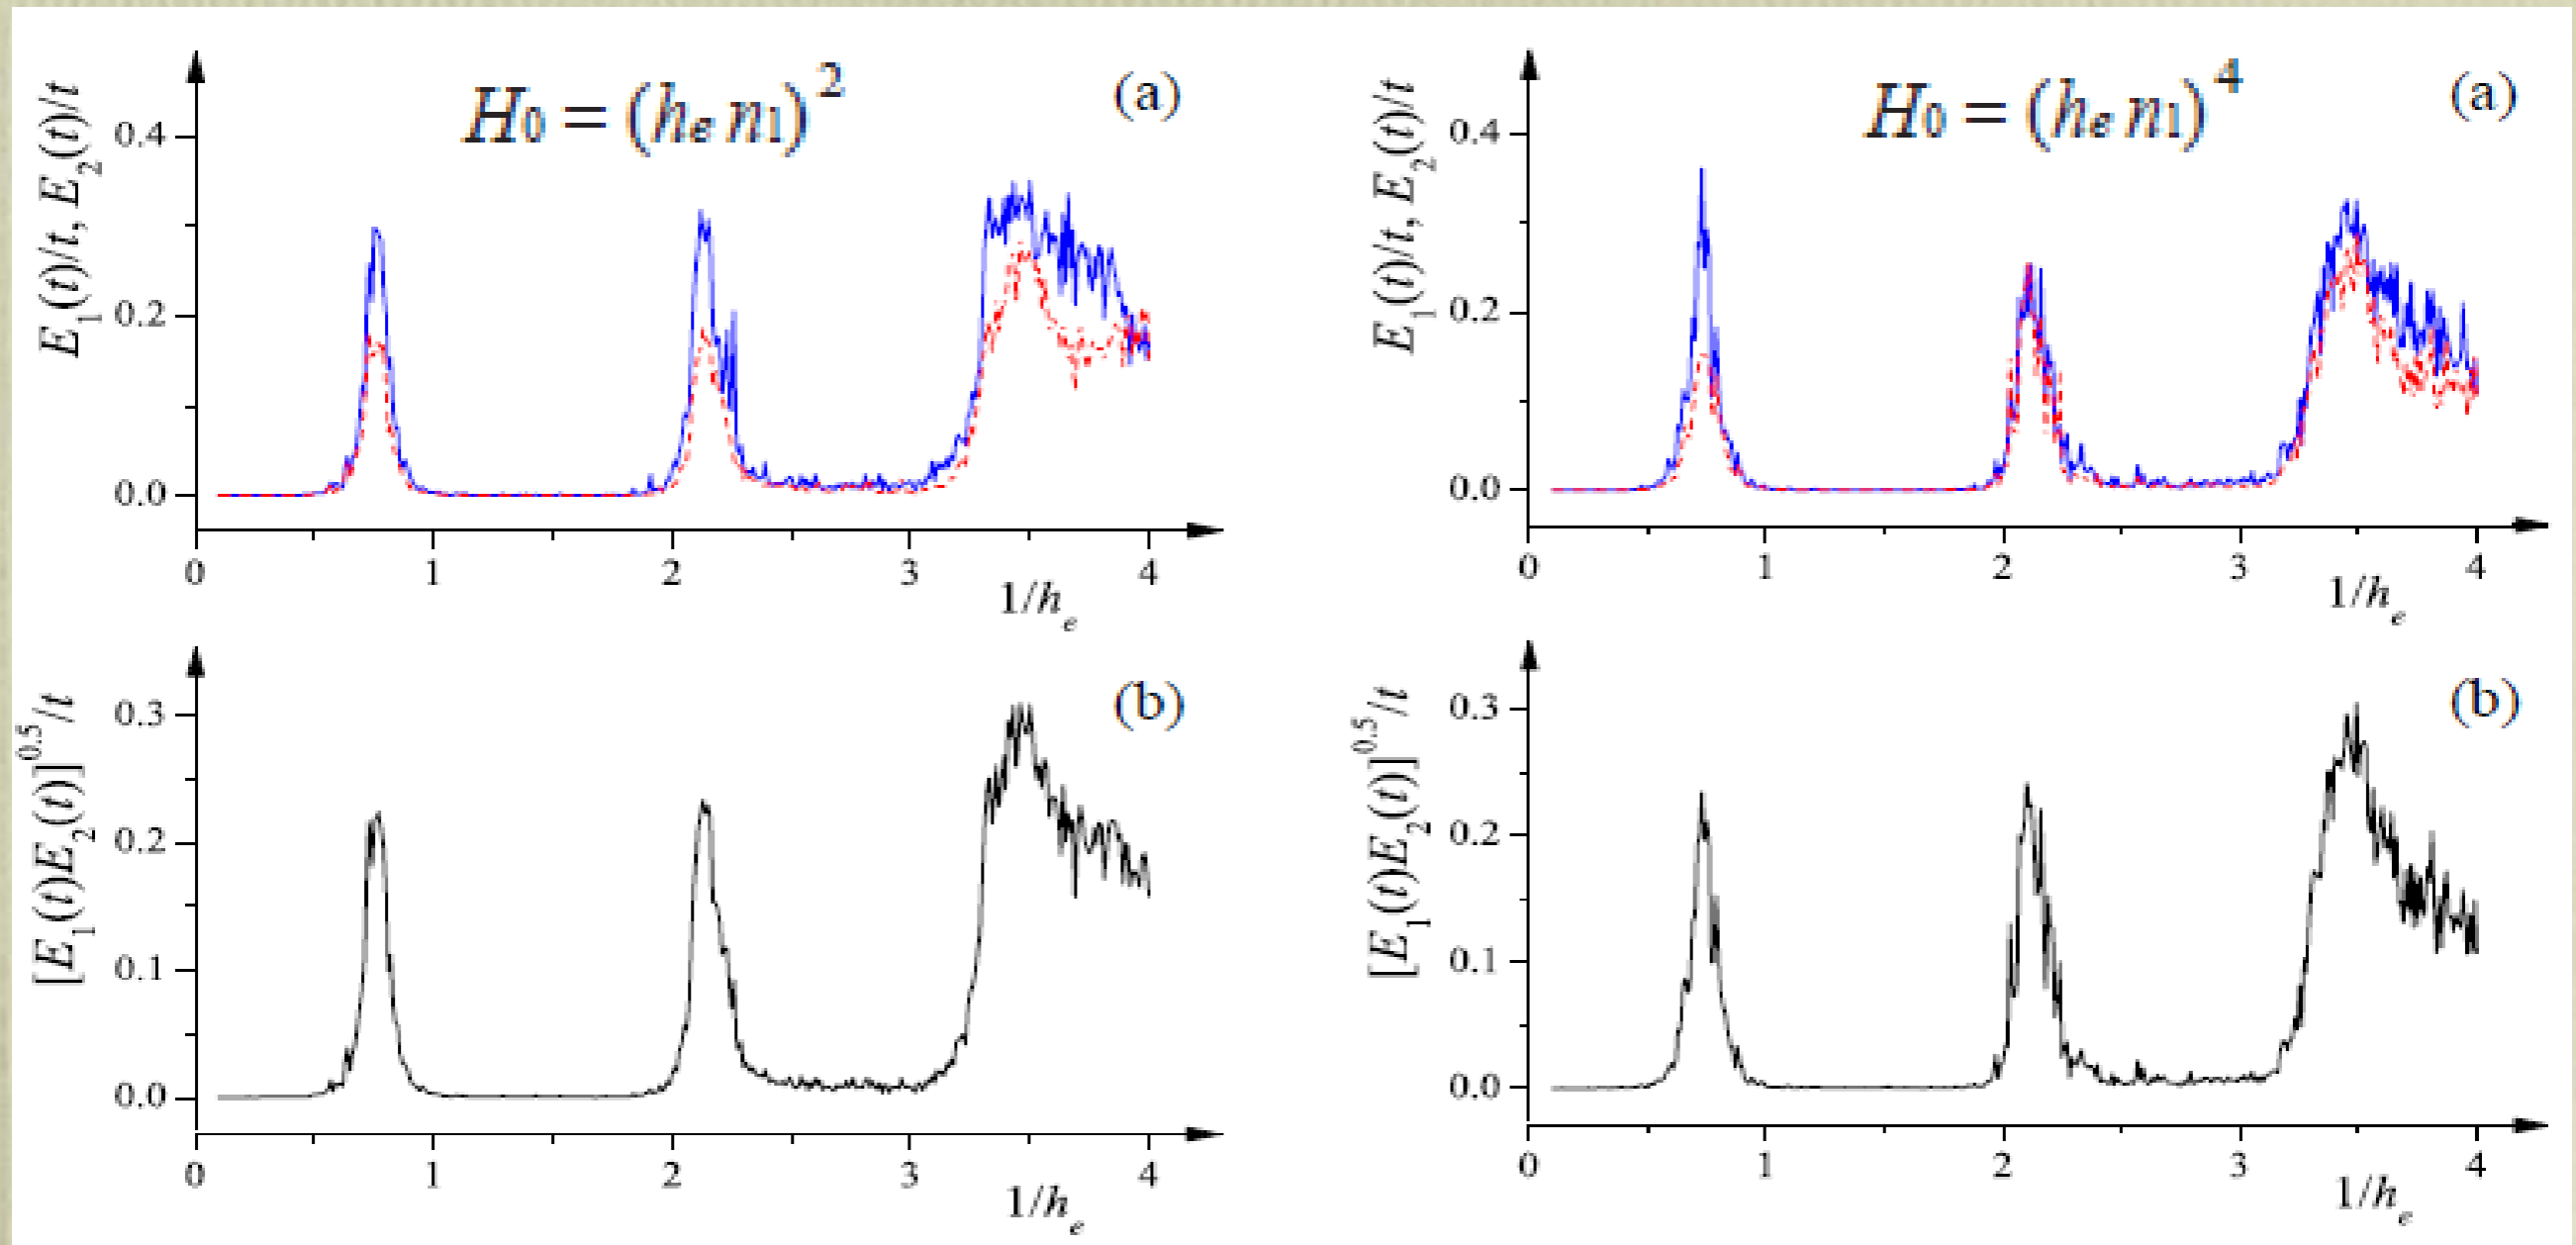 H₀ = (hₑ n₁)²
(a)
E₁(t)/t, E₂(t)/t
0.4
0.2
0.0
0 1 2 3 4
1/hₑ
(b)
[E₁(t)E₂(t)]^0.5/t
0.3
0.2
0.1
0.0
0 1 2 3 4
1/hₑ
H₀ = (hₑ n₁)⁴
(a)
E₁(t)/t, E₂(t)/t
0.4
0.2
0.0
0 1 2 3 4
1/hₑ
(b)
[E₁(t)E₂(t)]^0.5/t
0.3
0.2
0.1
0.0
0 1 2 3 4
1/hₑ